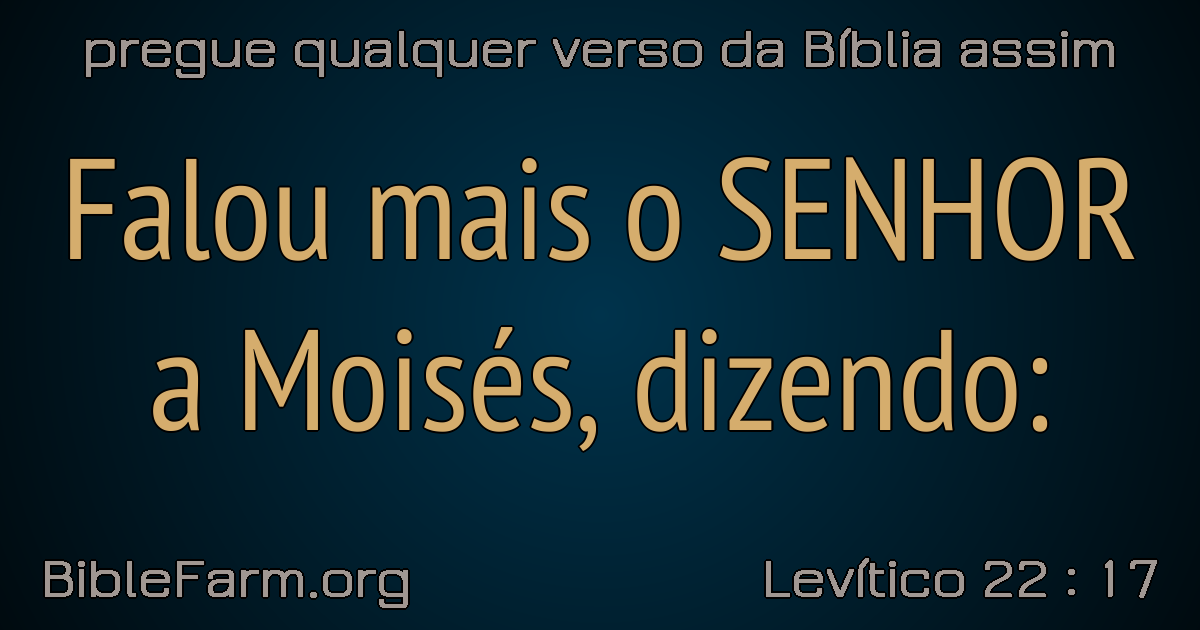 pregue qualquer verso da Bíblia assim
Falou mais o SENHOR
a Moisés, dizendo:
BibleFarm.org
Levítico 22 : 17